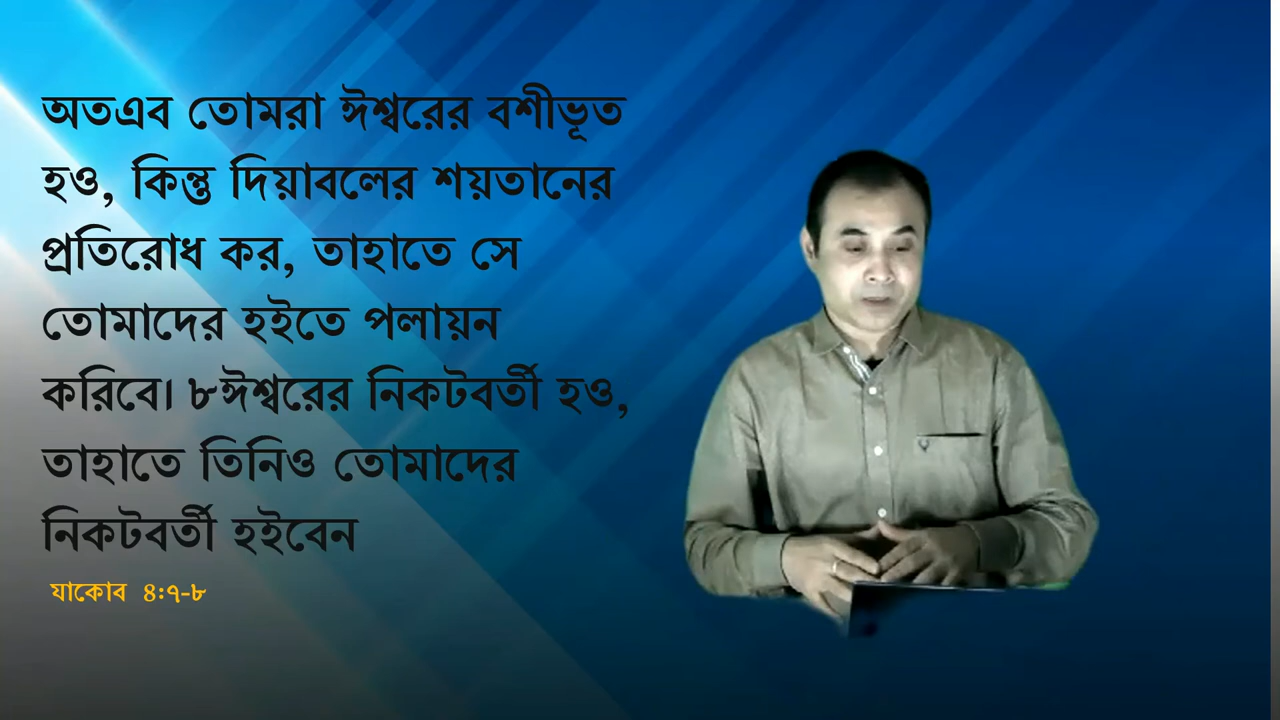 অতএব তোমরা ঈশ্বরের বশীভূত
হও, কিন্তু দিয়াবলের শয়তানের
প্রতিরোধ কর, তাহাতে সে
তোমাদের হইতে পলায়ন
করিবে। ৮ঈশ্বরের নিকটবর্তী হও,
তাহাতে তিনিও তোমাদের
নিকটবর্তী হইবেন
যাকোব ৪:৭-৮